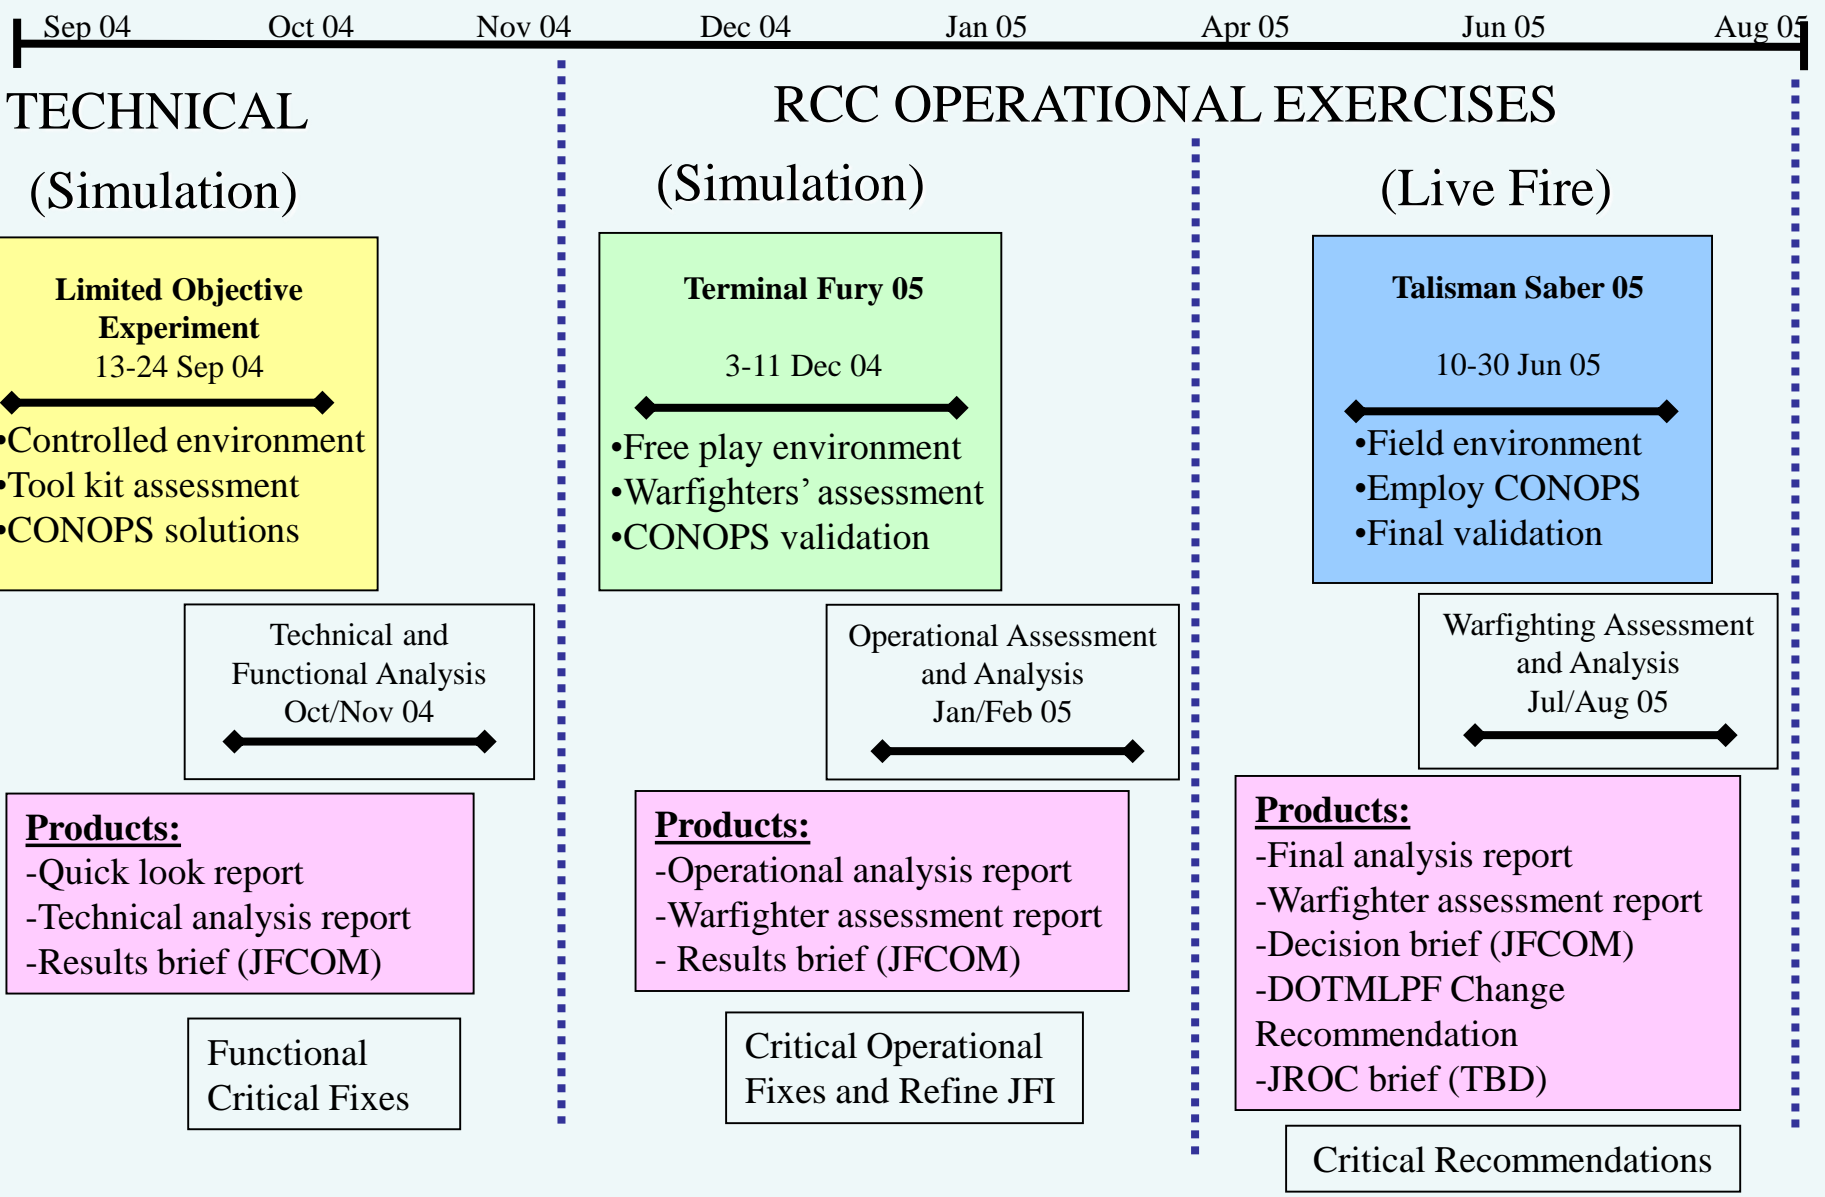 Sep 04 Oct 04 Nov 04 Dec 04 Jan 05 Apr 05 Jun 05 Aug 05
TECHNICAL
(Simulation)
RCC OPERATIONAL EXERCISES
(Simulation)
(Live Fire)
Limited Objective
Experiment
13-24 Sep 04
•Controlled environment
•Tool kit assessment
•CONOPS solutions
Technical and
Functional Analysis
Oct/Nov 04
Products:
-Quick look report
-Technical analysis report
-Results brief (JFCOM)
Functional
Critical Fixes
Terminal Fury 05
3-11 Dec 04
•Free play environment
•Warfighters’ assessment
•CONOPS validation
Operational Assessment
and Analysis
Jan/Feb 05
Products:
-Operational analysis report
-Warfighter assessment report
- Results brief (JFCOM)
Critical Operational
Fixes and Refine JFI
Talisman Saber 05
10-30 Jun 05
•Field environment
•Employ CONOPS
•Final validation
Warfighting Assessment
and Analysis
Jul/Aug 05
Products:
-Final analysis report
-Warfighter assessment report
-Decision brief (JFCOM)
-DOTMLPF Change
Recommendation
-JROC brief (TBD)
Critical Recommendations